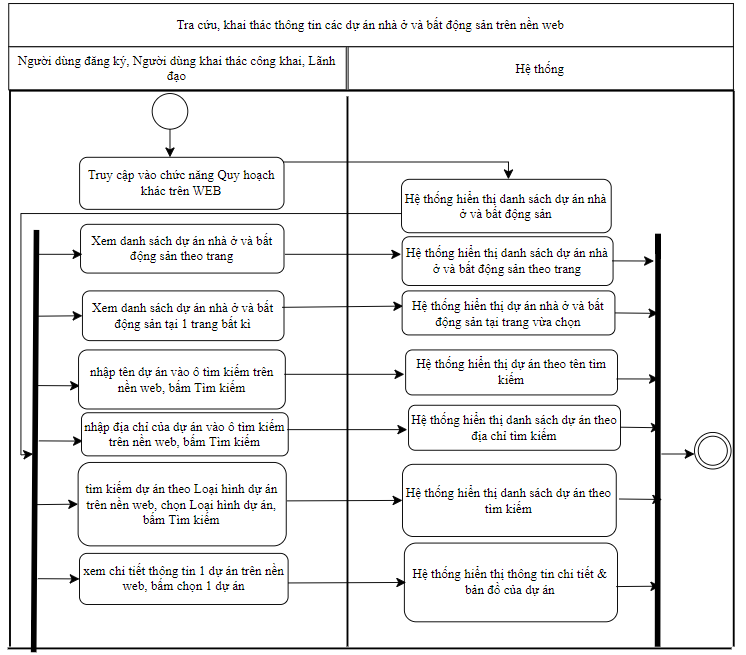 Tra cứu, khai thác thông tin các dự án nhà ở và bất động sản trên nền web
Người dùng đăng ký, Người dùng khai thác công khai, Lãnh
đạo
Hệ thống
Truy cập vào chức năng Quy hoạch
khác trên WEB
Hệ thống hiển thị danh sách dự án nhà
ở và bất động sản
Xem danh sách dự án nhà ở và bất
động sản theo trang
Hệ thống hiển thị danh sách dự án nhà
ở và bất động sản theo trang
Xem danh sách dự án nhà ở và bất
động sản tại 1 trang bất kì
Hệ thống hiển thị dự án nhà ở và bất
động sản tại trang vừa chọn
nhập tên dự án vào ô tìm kiếm trên
nền web, bấm Tìm kiếm
Hệ thống hiển thị dự án theo tên tìm
kiếm
nhập địa chỉ của dự án vào ô tìm kiếm
trên nền web, bấm Tìm kiếm
Hệ thống hiển thị danh sách dự án theo
địa chỉ tìm kiếm
tìm kiếm dự án theo Loại hình dự án
trên nền web, chọn Loại hình dự án,
bấm Tìm kiếm
Hệ thống hiển thị danh sách dự án theo
tìm kiếm
xem chi tiết thông tin 1 dự án trên nền
web, bấm chọn 1 dự án
Hệ thống hiển thị thông tin chi tiết &
bản đồ của dự án